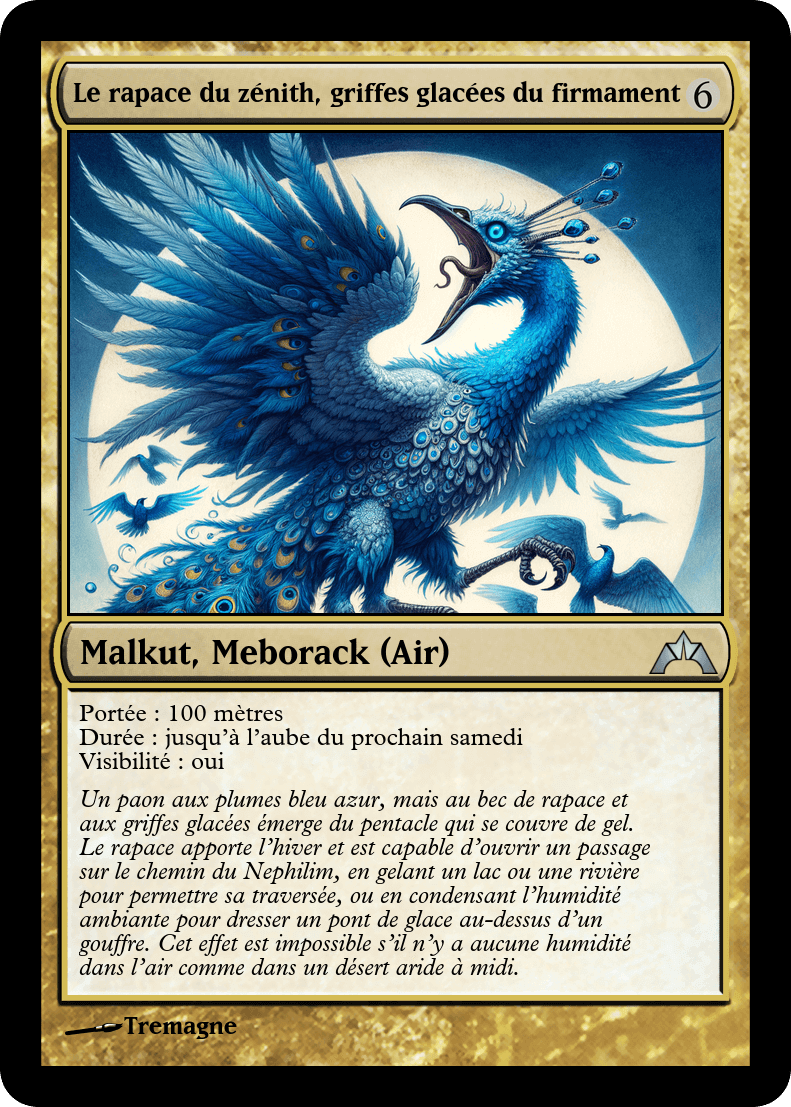 Le rapace du zénith, griffes glacées du firmament 6
Malkut, Meborack (Air)
Portée : 100 mètres
Durée : jusqu'à l'aube du prochain samedi
Visibilité : oui
Un paon aux plumes bleu azur, mais au bec de rapace et
aux griffes glacées émerge du pentacle qui se couvre de gel.
Le rapace apporte l'hiver et est capable d'ouvrir un passage
sur le chemin du Nephilim, en gelant un lac ou une rivière
pour permettre sa traversée, ou en condensant l'humidité
ambiante pour dresser un pont de glace au-dessus d'un
gouffre. Cet effet est impossible s'il n'y a aucune humidité
dans l'air comme dans un désert aride à midi.
Tremagne